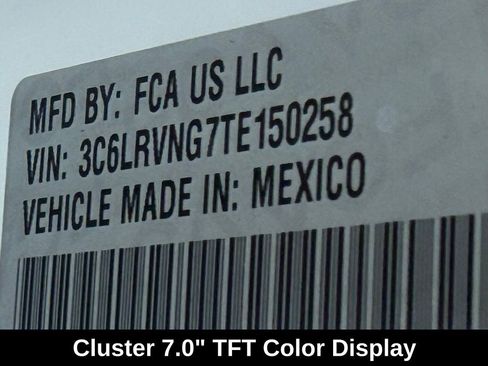 MFD BY: FCA US LLC
VIN: 3C6LRVNG7TE150258
VEHICLE MADE IN: MEXICO
Cluster 7.0" TFT Color Display